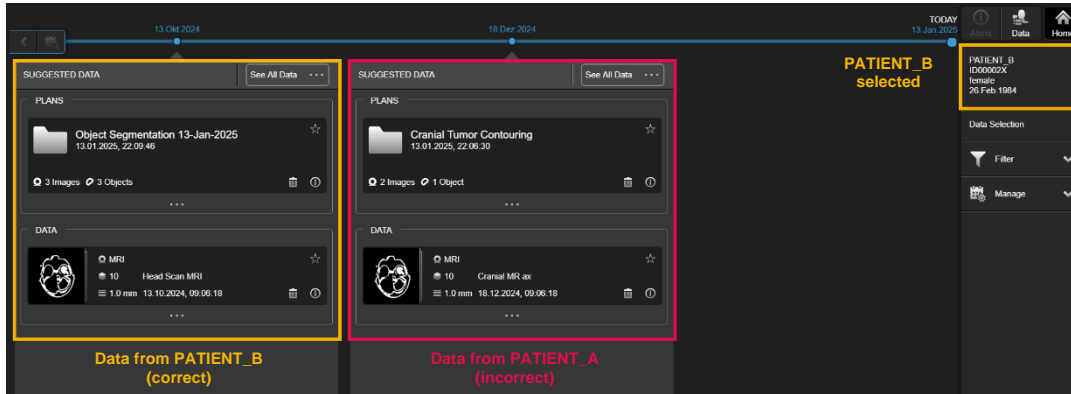 13.Okt.2024
18.Dez.2024
TODAY
13.Jan.2025
Alerts
Data
Home
SUGGESTED DATA
See All Data ...
PLANS
Object Segmentation 13-Jan-2025
13.01.2025, 22:09:46
3 Images 3 Objects
...
DATA
MRI
10 Head Scan MRI
1.0 mm 13.10.2024, 09:06:18
...
Data from PATIENT_B
(correct)
SUGGESTED DATA
See All Data ...
PLANS
Cranial Tumor Contouring
13.01.2025, 22:06:30
2 Images 1 Object
...
DATA
MRI
10 Cranial MR ax
1.0 mm 18.12.2024, 09:06:18
...
Data from PATIENT_A
(incorrect)
PATIENT_B
selected
PATIENT_B
ID00002X
female
26.Feb.1984
Data Selection
Filter
Manage